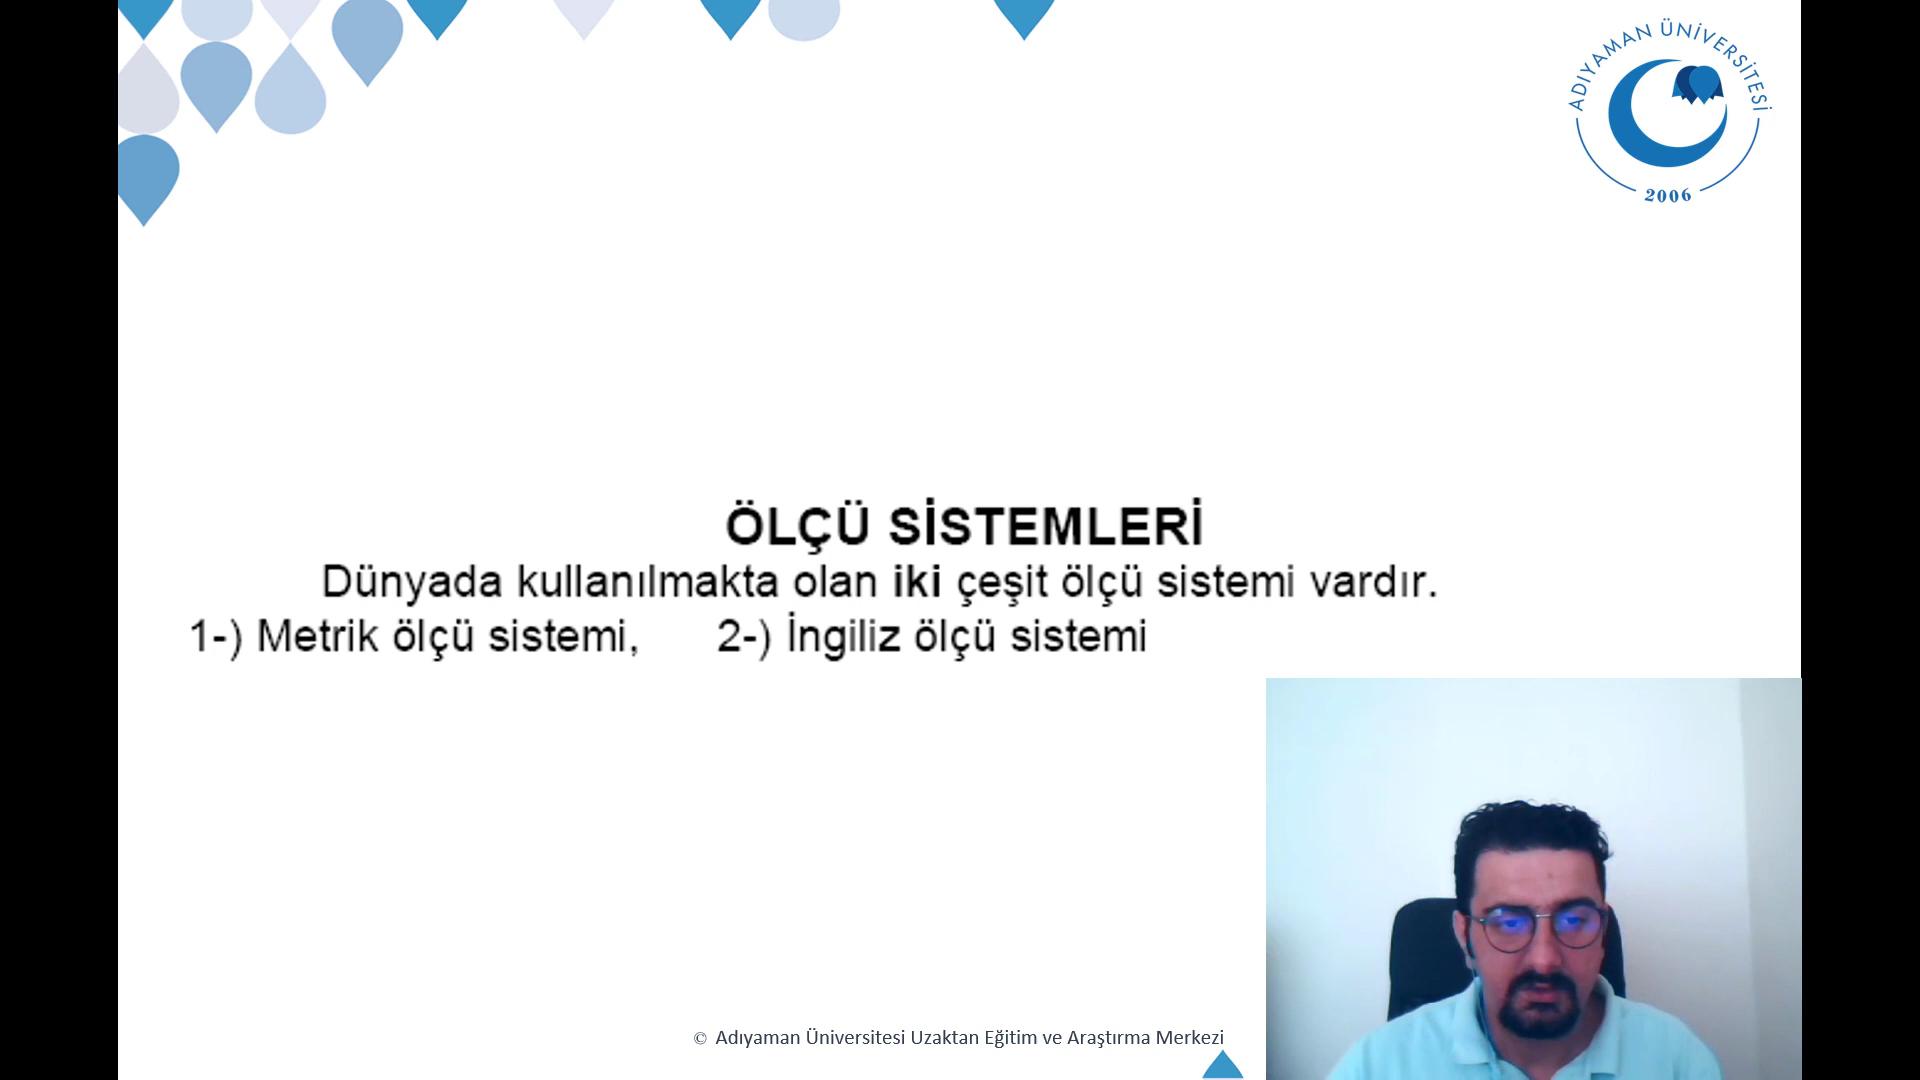 ADIYAMAN ÜNİVERSİTESİ
2006
ÖLÇÜ SİSTEMLERİ
Dünyada kullanılmakta olan iki çeşit ölçü sistemi vardır.
1-) Metrik ölçü sistemi, 2-) İngiliz ölçü sistemi
© Adıyaman Üniversitesi Uzaktan Eğitim ve Araştırma Merkezi